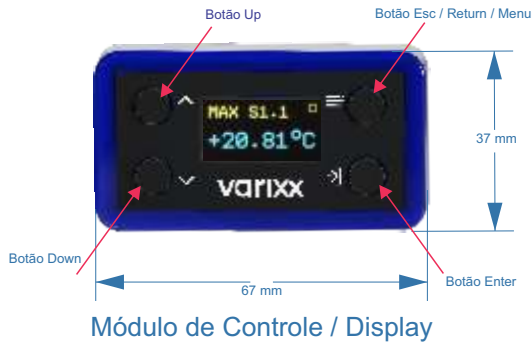 Botão Up
Botão Esc / Return / Menu
MAX S1.1
+20.81°C
varixx
37 mm
Botão Down
Botão Enter
67 mm
Módulo de Controle / Display